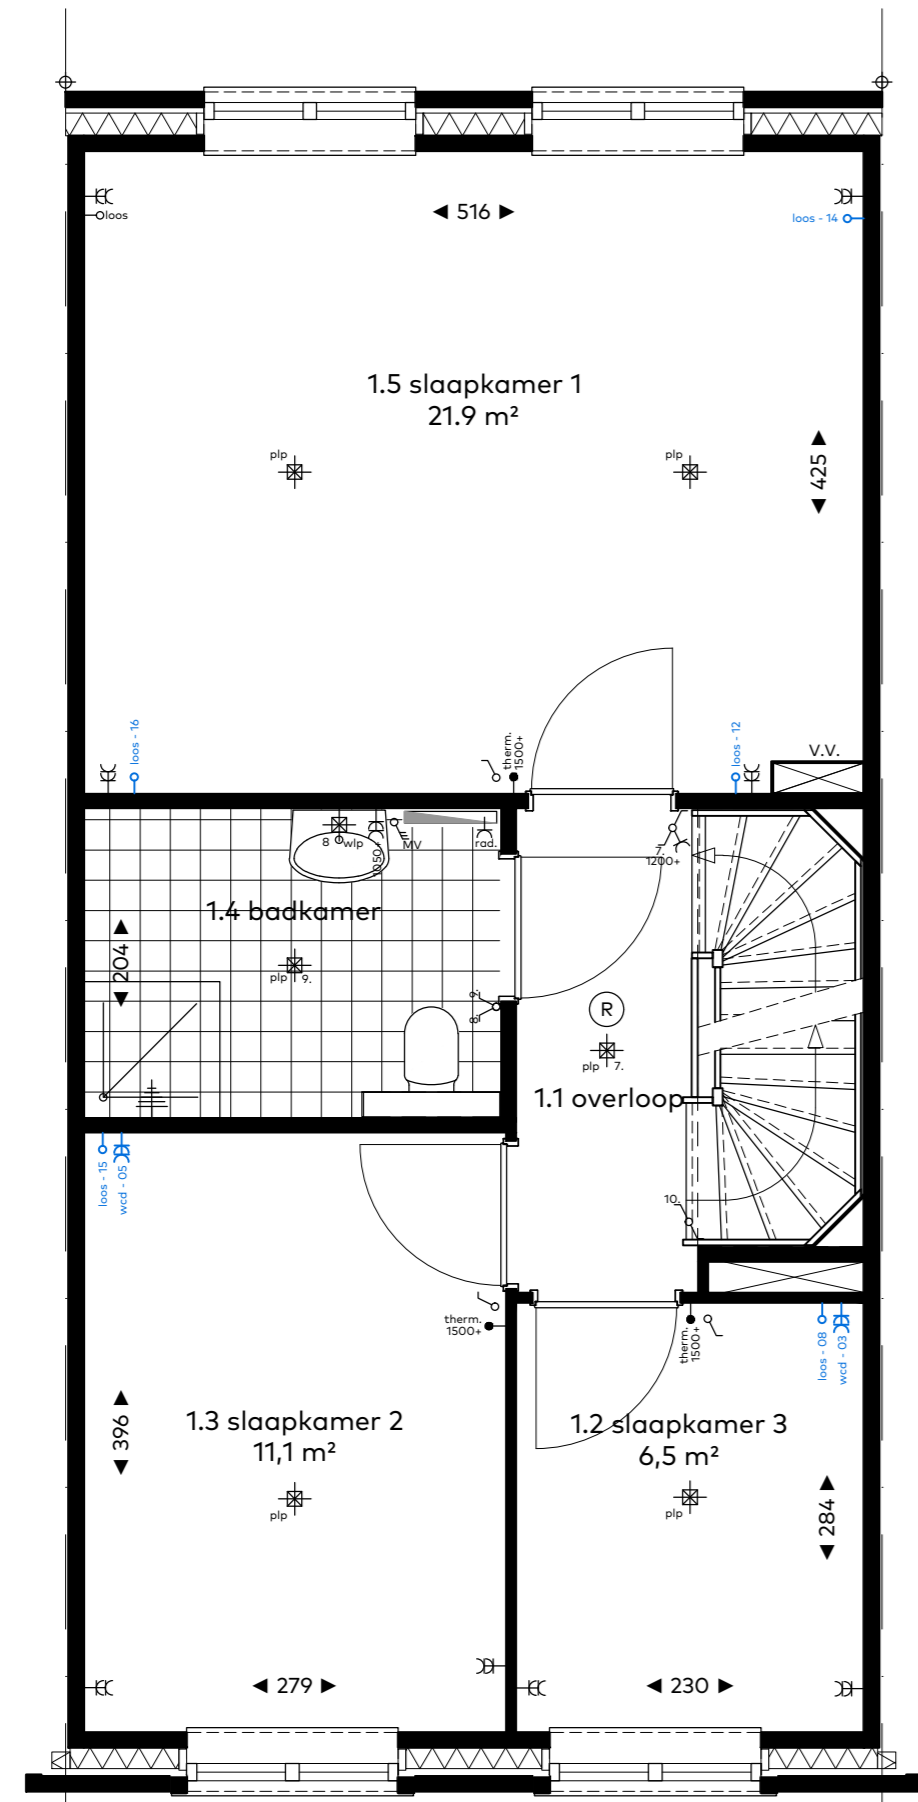 loos
◄ 516 ►
loos - 14
1.5 slaapkamer 1
21.9 m²
◄ 425 ►
plp
plp
loos - 16
therm.
1500+
loos - 12
V.V.
8
wlp
1050+
MV
rad.
7.
1200+
1.4 badkamer
◄ 204 ►
plp
9.
9.
8.
R
plp
7.
1.1 overloop
loos - 15
wcd - 05
10.
therm.
1500+
therm.
1500+
loos - 08
wcd - 03
◄ 396 ►
1.3 slaapkamer 2
11,1 m²
1.2 slaapkamer 3
6,5 m²
plp
plp
◄ 284 ►
◄ 279 ►
◄ 230 ►